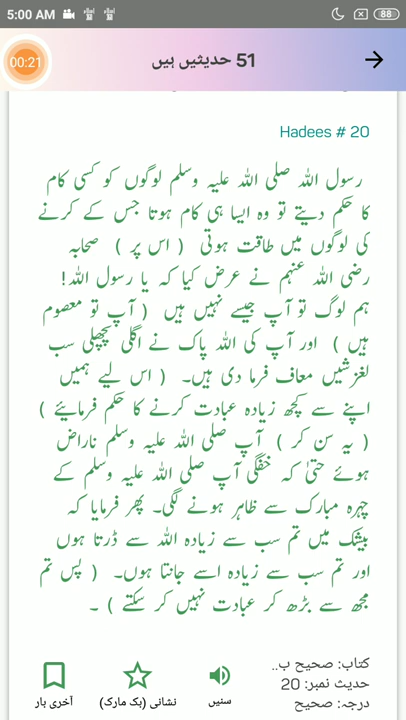 5:00 AM
88
00:21
51 حدیثیں ہیں
Hadees # 20
رسول اللہ صلی اللہ علیہ وسلم لوگوں کو کسی کام
کا حکم دیتے تو وہ ایسا ہی کام ہوتا جس کے کرنے
کی لوگوں میں طاقت ہوتی ( اس پر ) صحابہ
رضی اللہ عنہم نے عرض کیا کہ یا رسول اللہ!
ہم لوگ تو آپ جیسے نہیں ہیں ( آپ تو معصوم
ہیں ) اور آپ کی اللہ پاک نے اگلی پچھلی سب
لغزشیں معاف فرما دی ہیں۔ ( اس لیے ہمیں
اپنے سے کچھ زیادہ عبادت کرنے کا حکم فرمائیے )
( یہ سن کر ) آپ صلی اللہ علیہ وسلم ناراض
ہوئے حتیٰ کہ خفگی آپ صلی اللہ علیہ وسلم کے
چہرہ مبارک سے ظاہر ہونے لگی۔ پھر فرمایا کہ
بیشک میں تم سب سے زیادہ اللہ سے ڈرتا ہوں
اور تم سب سے زیادہ اسے جانتا ہوں۔ ( پس تم
مجھ سے بڑھ کر عبادت نہیں کر سکتے ) ۔
کتاب: صحیح ب..
حدیث نمبر: 20
درجہ: صحیح
سنیں
نشانی (بک مارک)
آخری بار